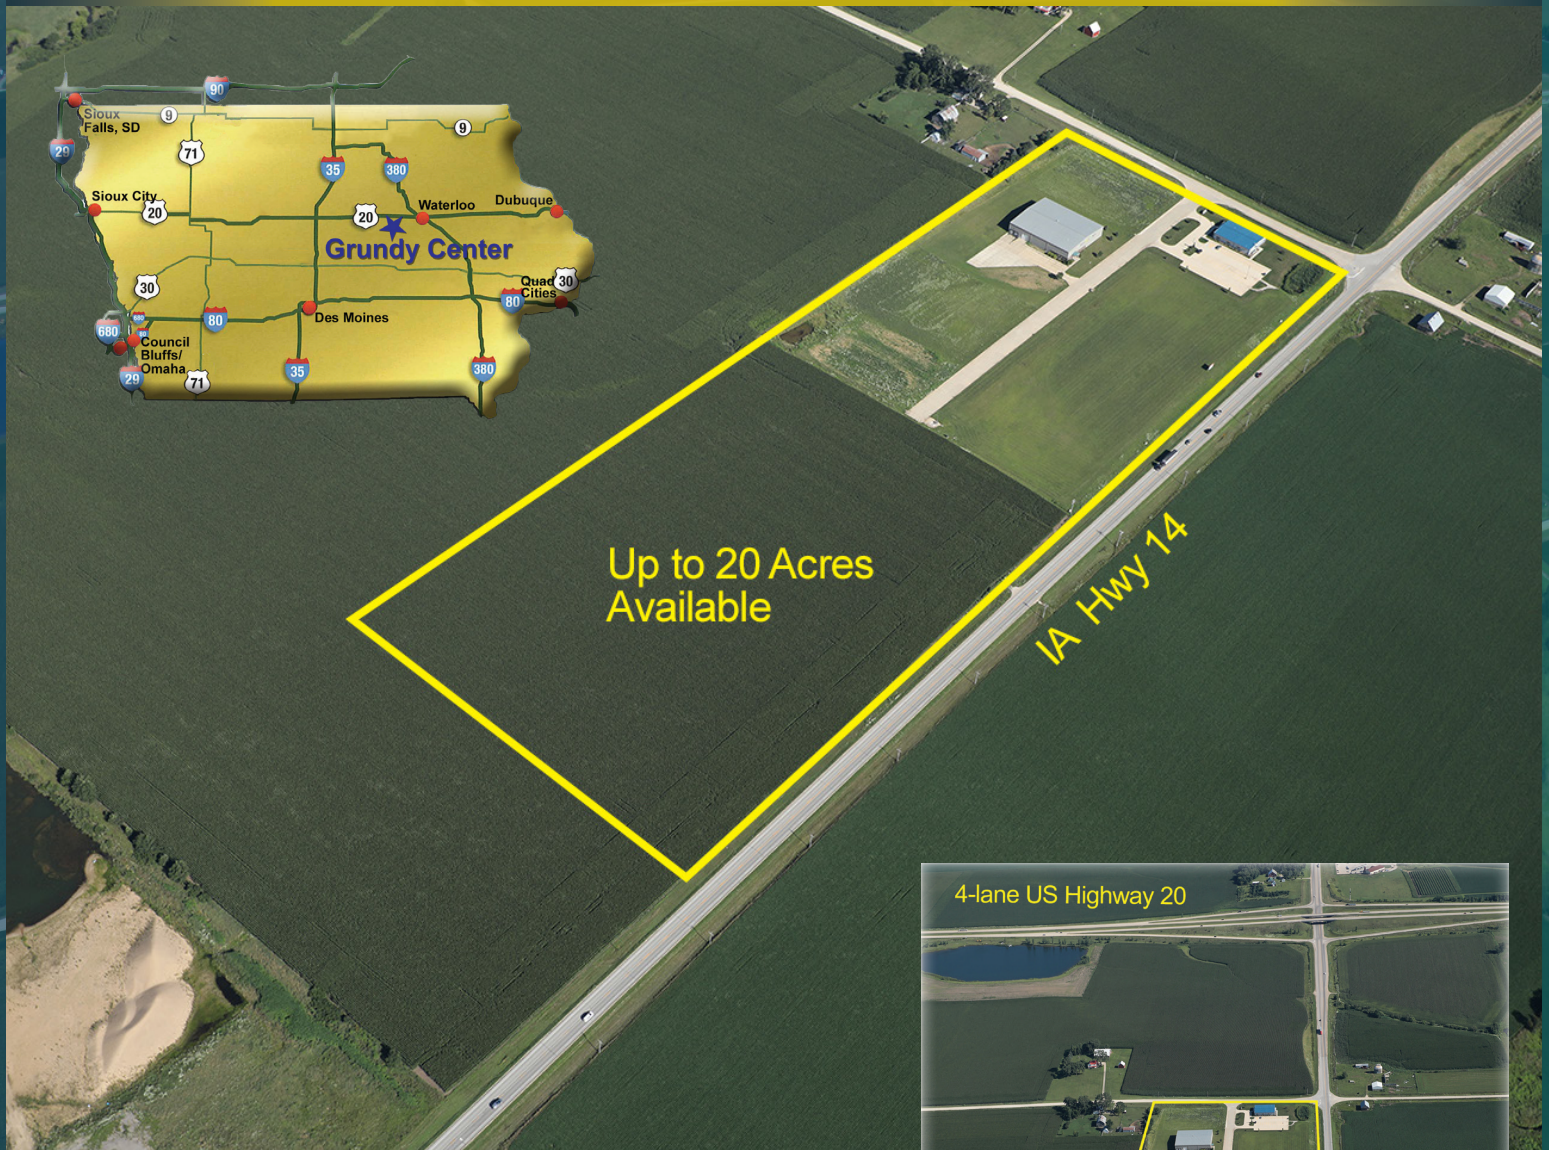 90
Sioux
Falls, SD
9
9
29
71
35
380
Sioux City
20
20
Waterloo
Dubuque
Grundy Center
30
Quad
Cities
30
80
80
Des Moines
680
680
80
Council
Bluffs/
Omaha
29
71
35
380
Up to 20 Acres
Available
IA Hwy 14
4-lane US Highway 20